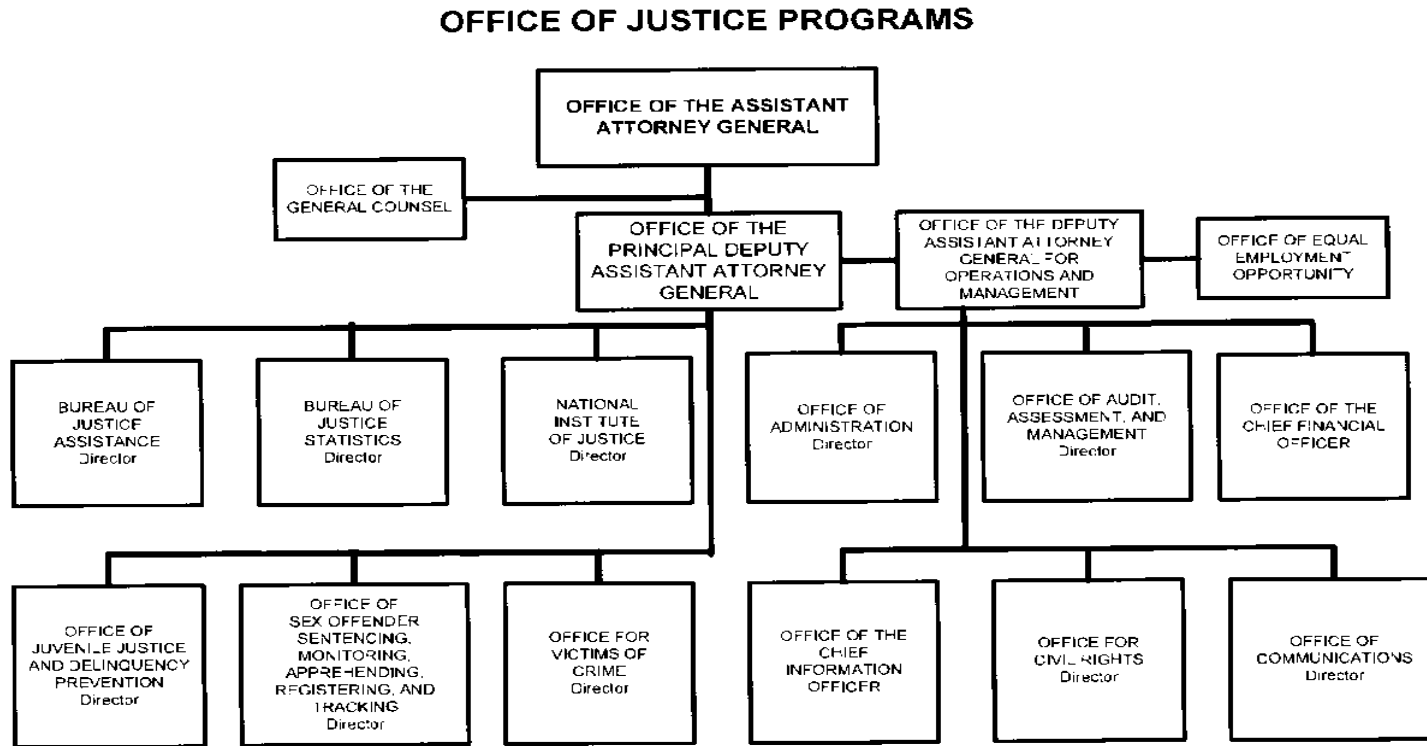 OFFICE OF JUSTICE PROGRAMS
OFFICE OF THE ASSISTANT
ATTORNEY GENERAL
OFFICE OF THE
GENERAL COUNSEL
OFFICE OF THE
PRINCIPAL DEPUTY
ASSISTANT ATTORNEY
GENERAL
OFFICE OF THE DEPUTY
ASSISTANT ATTORNEY
GENERAL FOR
OPERATIONS AND
MANAGEMENT
OFFICE OF EQUAL
EMPLOYMENT
OPPORTUNITY
BUREAU OF
JUSTICE
ASSISTANCE
Director
BUREAU OF
JUSTICE
STATISTICS
Director
NATIONAL
INSTITUTE
OF JUSTICE
Director
OFFICE OF
ADMINISTRATION
Director
OFFICE OF AUDIT,
ASSESSMENT, AND
MANAGEMENT
Director
OFFICE OF THE
CHIEF FINANCIAL
OFFICER
OFFICE OF
JUVENILE JUSTICE
AND DELINQUENCY
PREVENTION
Director
OFFICE OF
SEX OFFENDER
SENTENCING,
MONITORING,
APPREHENDING,
REGISTERING, AND
TRACKING
Director
OFFICE FOR
VICTIMS OF
CRIME
Director
OFFICE OF THE
CHIEF
INFORMATION
OFFICER
OFFICE FOR
CIVIL RIGHTS
Director
OFFICE OF
COMMUNICATIONS
Director